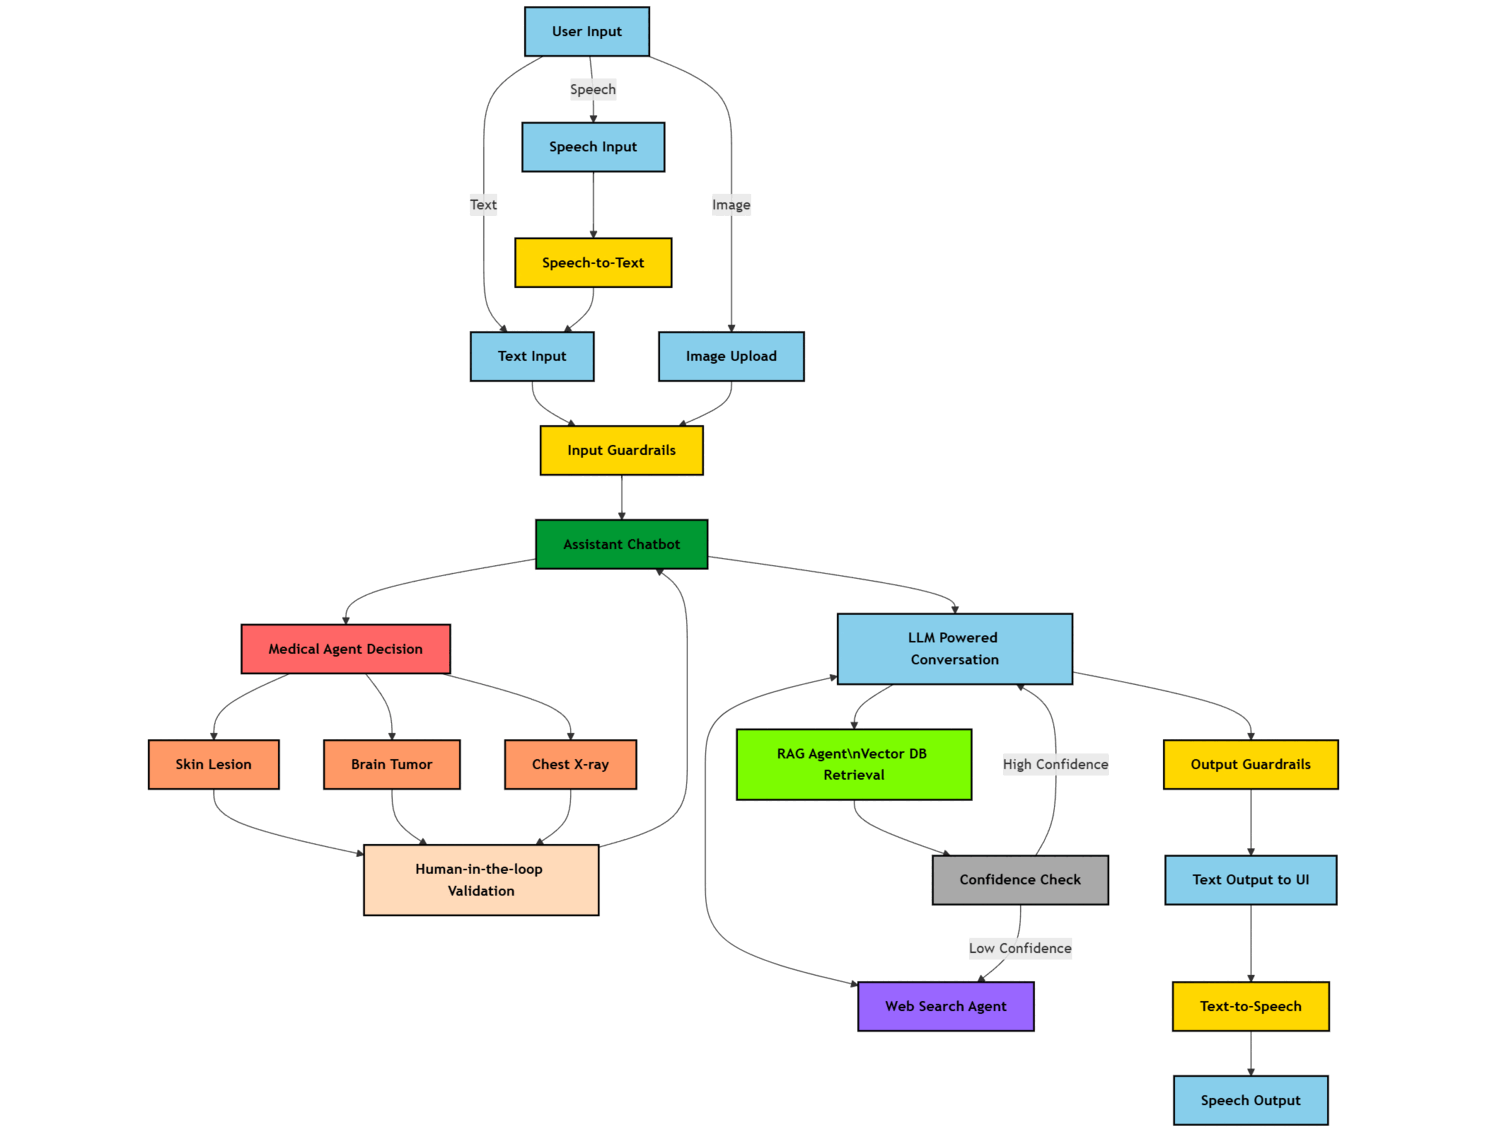 User Input
Speech
Speech Input
Text
Image
Speech-to-Text
Text Input
Image Upload
Input Guardrails
Assistant Chatbot
Medical Agent Decision
LLM Powered
Conversation
Skin Lesion
Brain Tumor
Chest X-ray
RAG Agent\nVector DB
Retrieval
High Confidence
Output Guardrails
Human-in-the-loop
Validation
Confidence Check
Text Output to UI
Low Confidence
Web Search Agent
Text-to-Speech
Speech Output